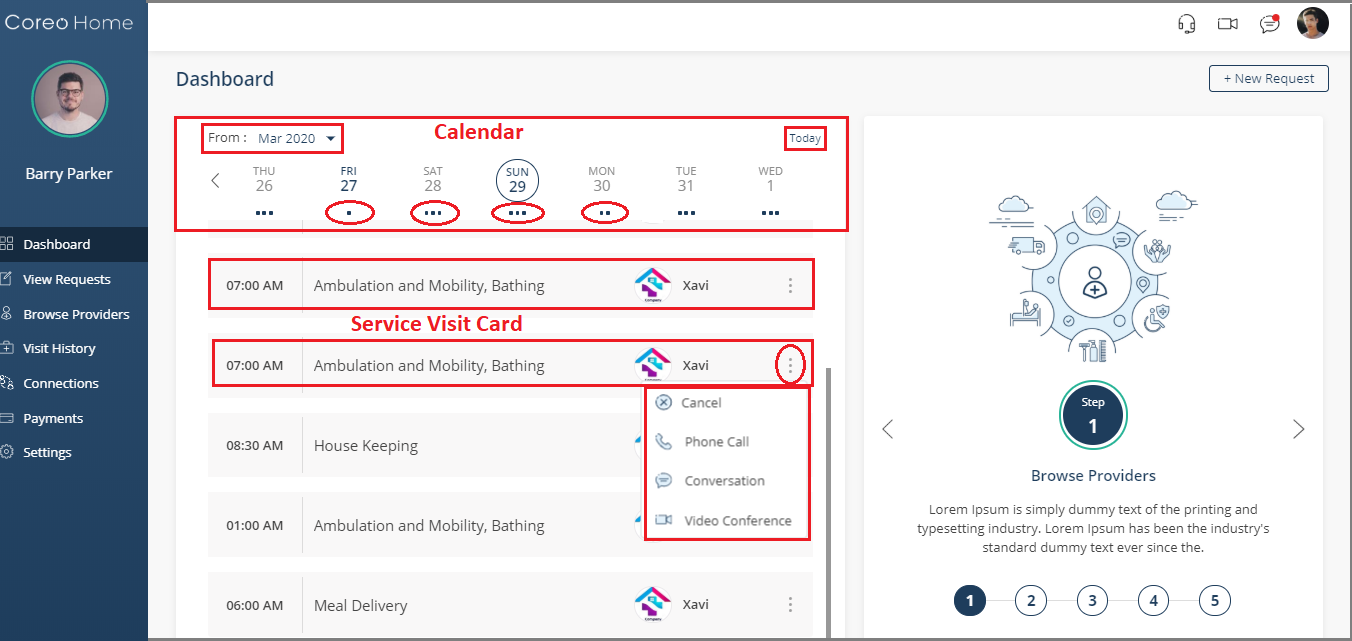 Coreo Home
Barry Parker
Dashboard
View Requests
Browse Providers
Visit History
Connections
Payments
Settings
Dashboard
+ New Request
From : Mar 2020
Calendar
Today
THU FRI SAT SUN MON TUE WED
26 27 28 29 30 31 1
07:00 AM Ambulation and Mobility, Bathing Company Xavi
Service Visit Card
07:00 AM Ambulation and Mobility, Bathing Company Xavi
Cancel
Phone Call
Conversation
Video Conference
08:30 AM House Keeping
01:00 AM Ambulation and Mobility, Bathing
06:00 AM Meal Delivery Company Xavi
Step
1
Browse Providers
Lorem Ipsum is simply dummy text of the printing and
typesetting industry. Lorem Ipsum has been the industry's
standard dummy text ever since the.
1 2 3 4 5